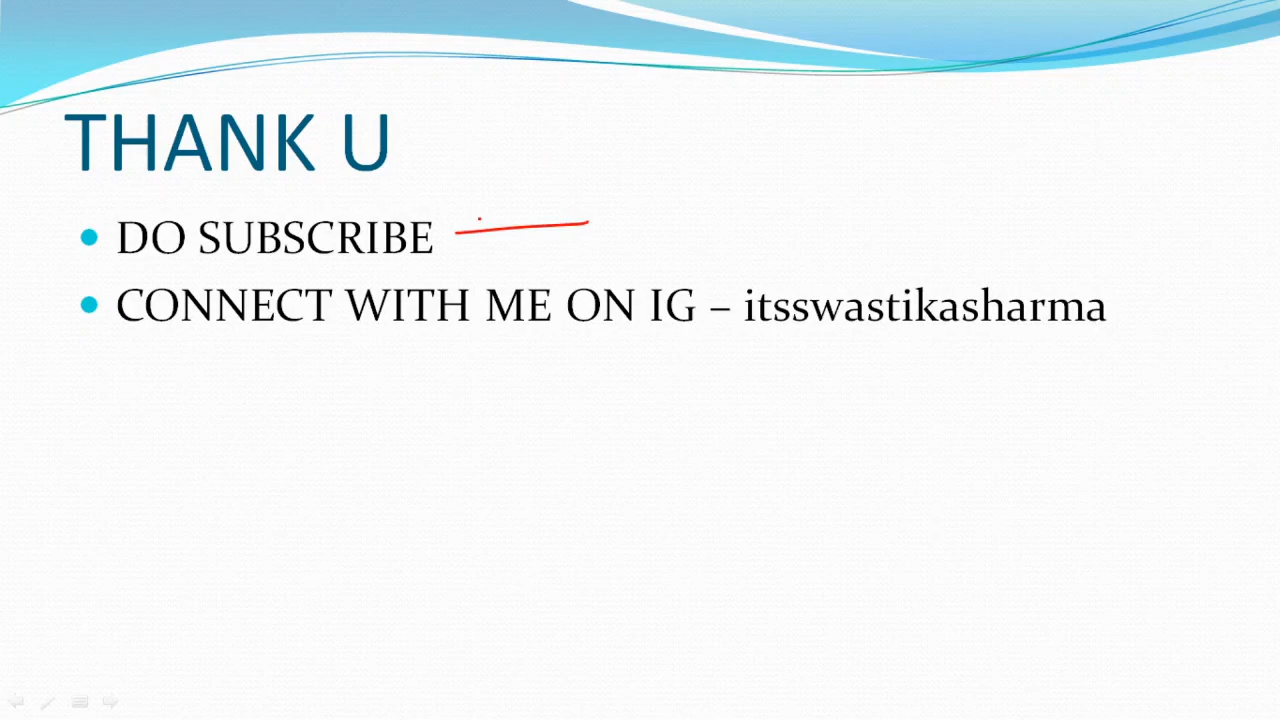 THANK U
DO SUBSCRIBE
CONNECT WITH ME ON IG – itsswastikasharma